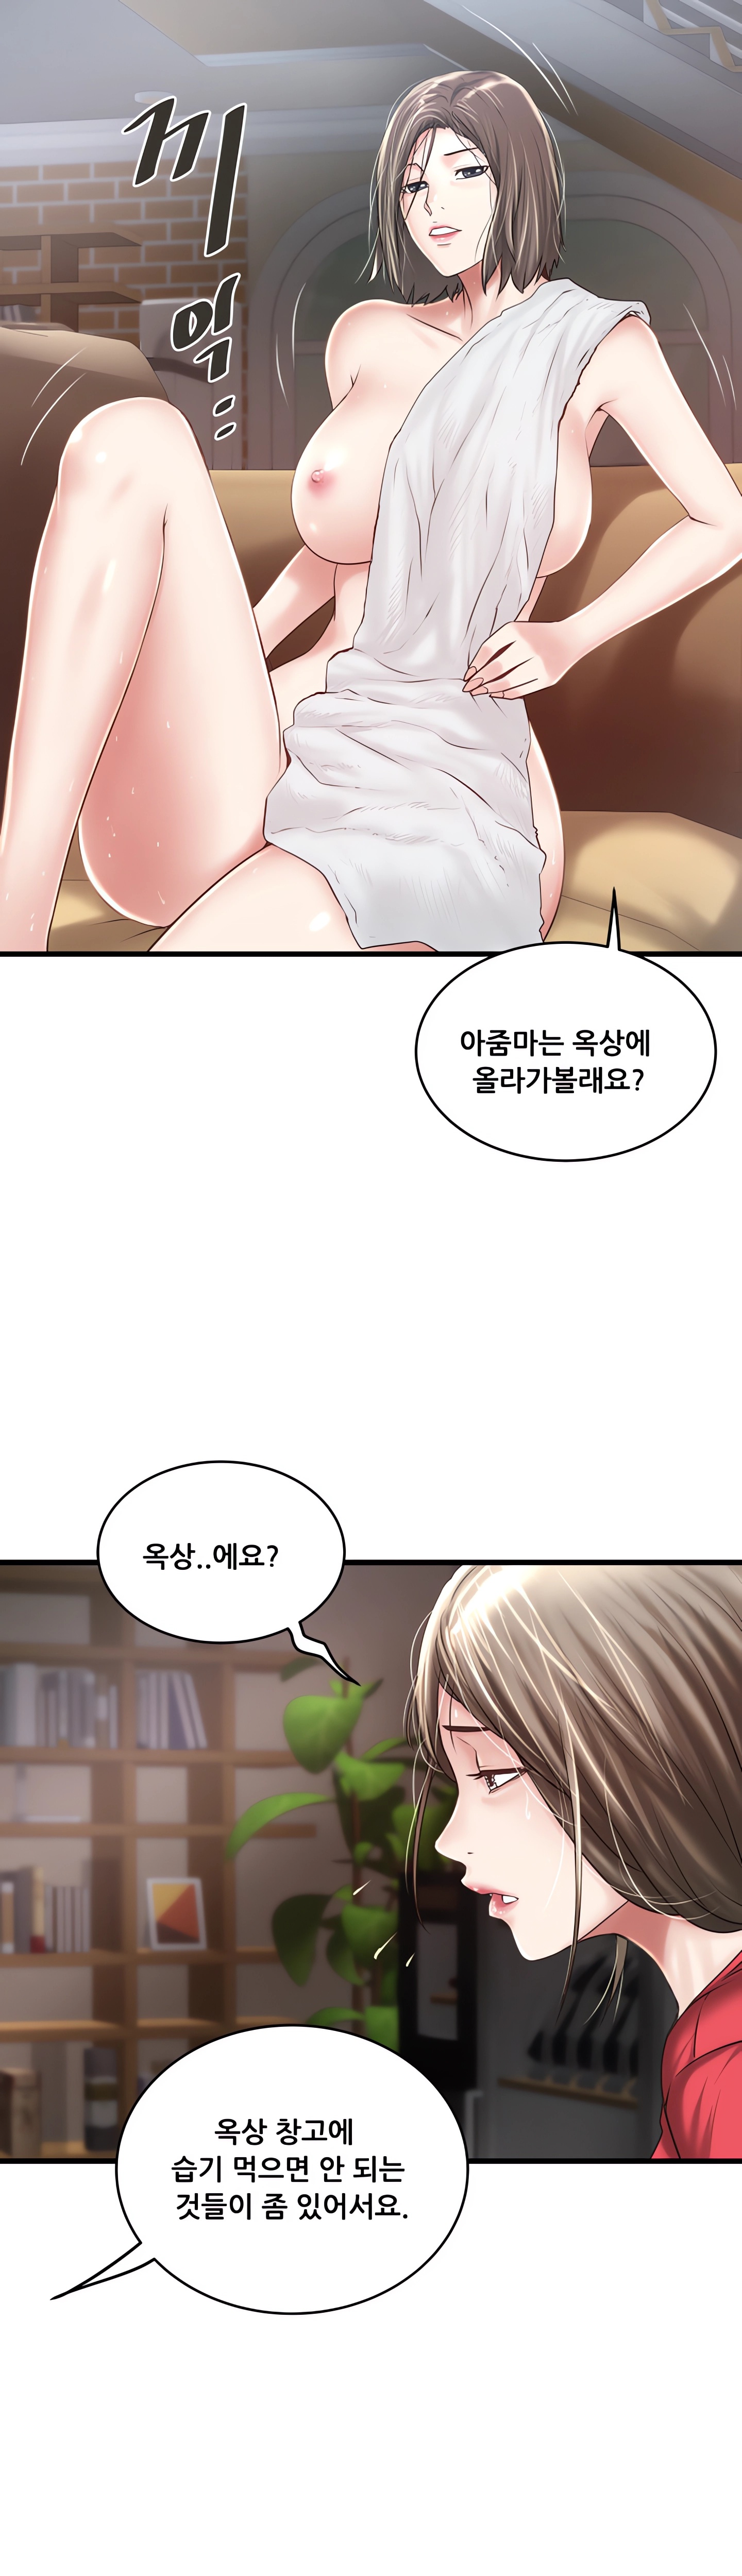 끼
익
:
아줌마는 옥상에
올라가볼래요?
옥상..에요?
옥상 창고에
습기 먹으면 안 되는
것들이 좀 있어서요.